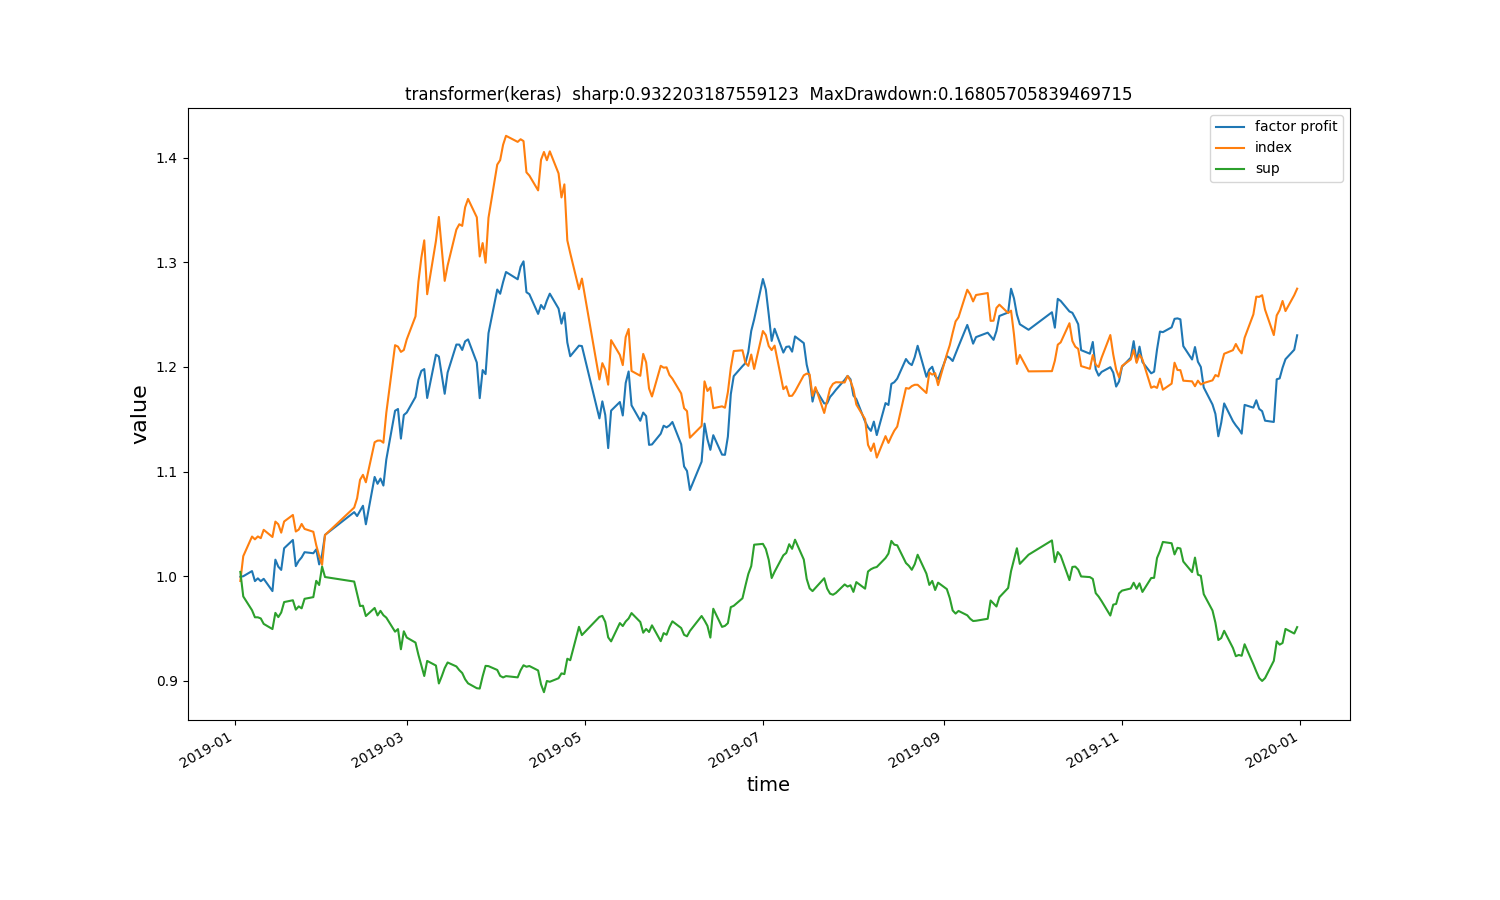 transformer(keras)  sharp:0.932203187559123  MaxDrawdown:0.16805705839469715
factor profit
index
sup
value
1.4
1.3
1.2
1.1
1.0
0.9
2019-01
2019-03
2019-05
2019-07
2019-09
2019-11
2020-01
time